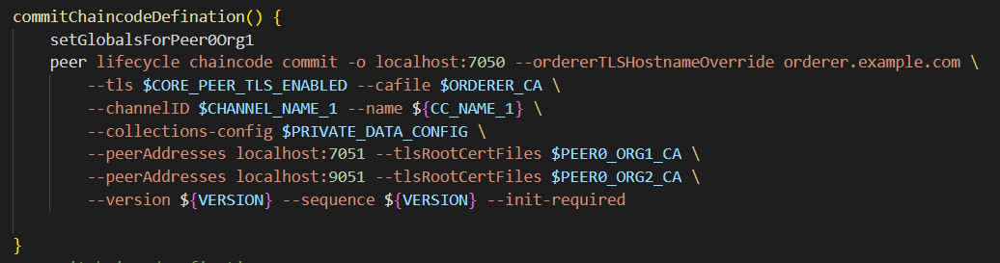 commitChaincodeDefination() {
    setGlobalsForPeer0Org1
    peer lifecycle chaincode commit -o localhost:7050 --ordererTLSHostnameOverride orderer.example.com \
        --tls $CORE_PEER_TLS_ENABLED --cafile $ORDERER_CA \
        --channelID $CHANNEL_NAME_1 --name ${CC_NAME_1} \
        --collections-config $PRIVATE_DATA_CONFIG \
        --peerAddresses localhost:7051 --tlsRootCertFiles $PEER0_ORG1_CA \
        --peerAddresses localhost:9051 --tlsRootCertFiles $PEER0_ORG2_CA \
        --version ${VERSION} --sequence ${VERSION} --init-required
}